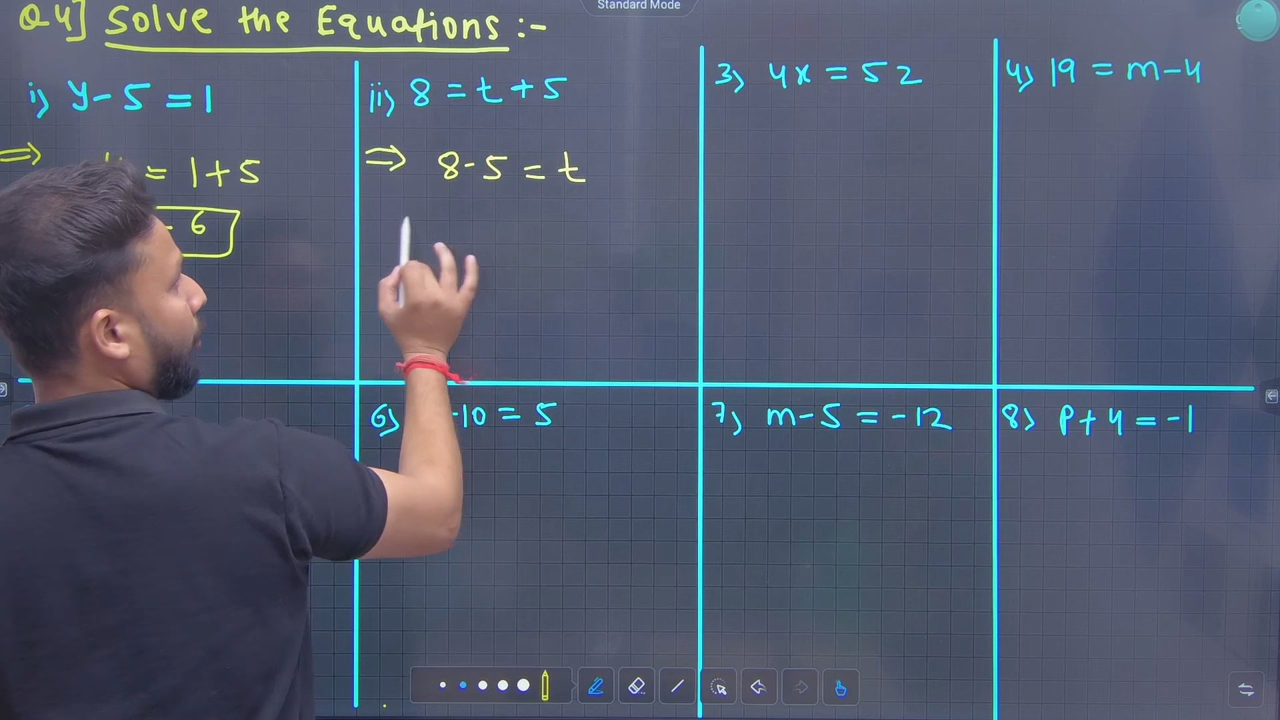 Standard Mode
Q4] Solve the Equations :-
i) y - 5 = 1
⇒ = 1 + 5
= 6
ii) 8 = t + 5
⇒ 8 - 5 = t
3) 4x = 52
4) 19 = m - 4
6) -10 = 5
7) m - 5 = -12
8) p + 4 = -1